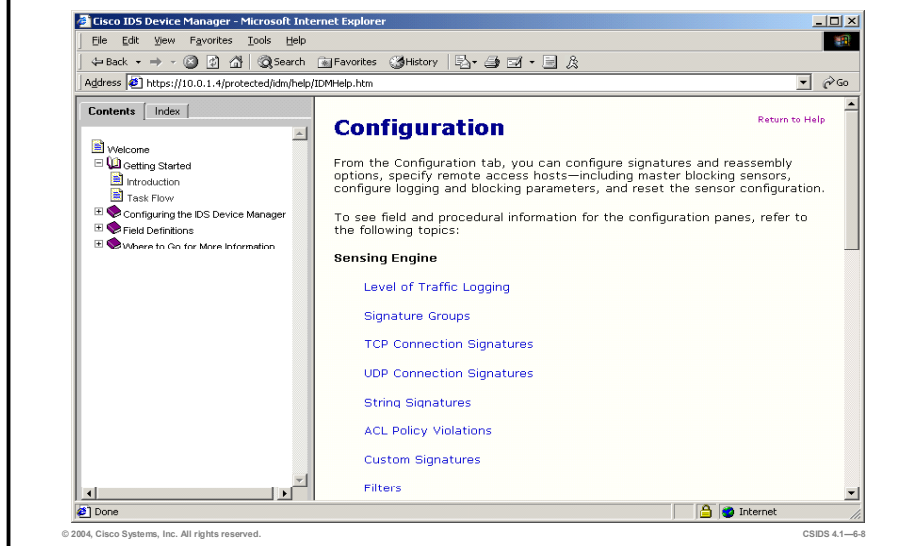 Cisco IDS Device Manager - Microsoft Internet Explorer
File Edit View Favorites Tools Help
Back Search Favorites History
Address https://10.0.1.4/protected/idm/help/IDMHelp.htm Go
Contents Index
Welcome
Getting Started
Introduction
Task Flow
Configuring the IDS Device Manager
Field Definitions
Where to Go for More Information
Return to Help
Configuration
From the Configuration tab, you can configure signatures and reassembly
options, specify remote access hosts—including master blocking sensors,
configure logging and blocking parameters, and reset the sensor configuration.
To see field and procedural information for the configuration panes, refer to
the following topics:
Sensing Engine
Level of Traffic Logging
Signature Groups
TCP Connection Signatures
UDP Connection Signatures
String Signatures
ACL Policy Violations
Custom Signatures
Filters
Done Internet
© 2004, Cisco Systems, Inc. All rights reserved. CSIDS 4.1—6-8